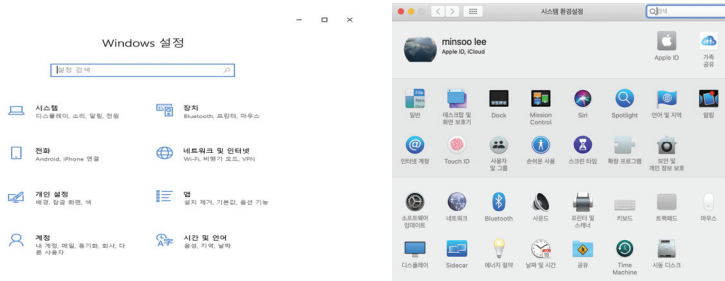 Windows 설정
설정 검색
시스템
디스플레이, 소리, 알림, 전원
장치
Bluetooth, 프린터, 마우스
전화
Android, iPhone 연결
네트워크 및 인터넷
Wi-Fi, 비행기 모드, VPN
개인 설정
배경, 잠금 화면, 색
앱
설치 제거, 기본값, 옵션 기능
계정
내 계정, 메일, 동기화, 회사, 다
른 사용자
시간 및 언어
음성, 지역, 날짜
시스템 환경설정
검색
minsoo lee
Apple ID, iCloud
Apple ID
가족
공유
일반
데스크탑 및
화면 보호기
Dock
Mission
Control
Siri
Spotlight
언어 및 지역
알림
인터넷 계정
Touch ID
사용자
및 그룹
손쉬운 사용
스크린 타임
확장 프로그램
보안 및
개인 정보 보호
소프트웨어
업데이트
네트워크
Bluetooth
사운드
프린터 및
스캐너
키보드
트랙패드
마우스
디스플레이
Sidecar
에너지 절약
날짜 및 시간
공유
Time
Machine
시동 디스크